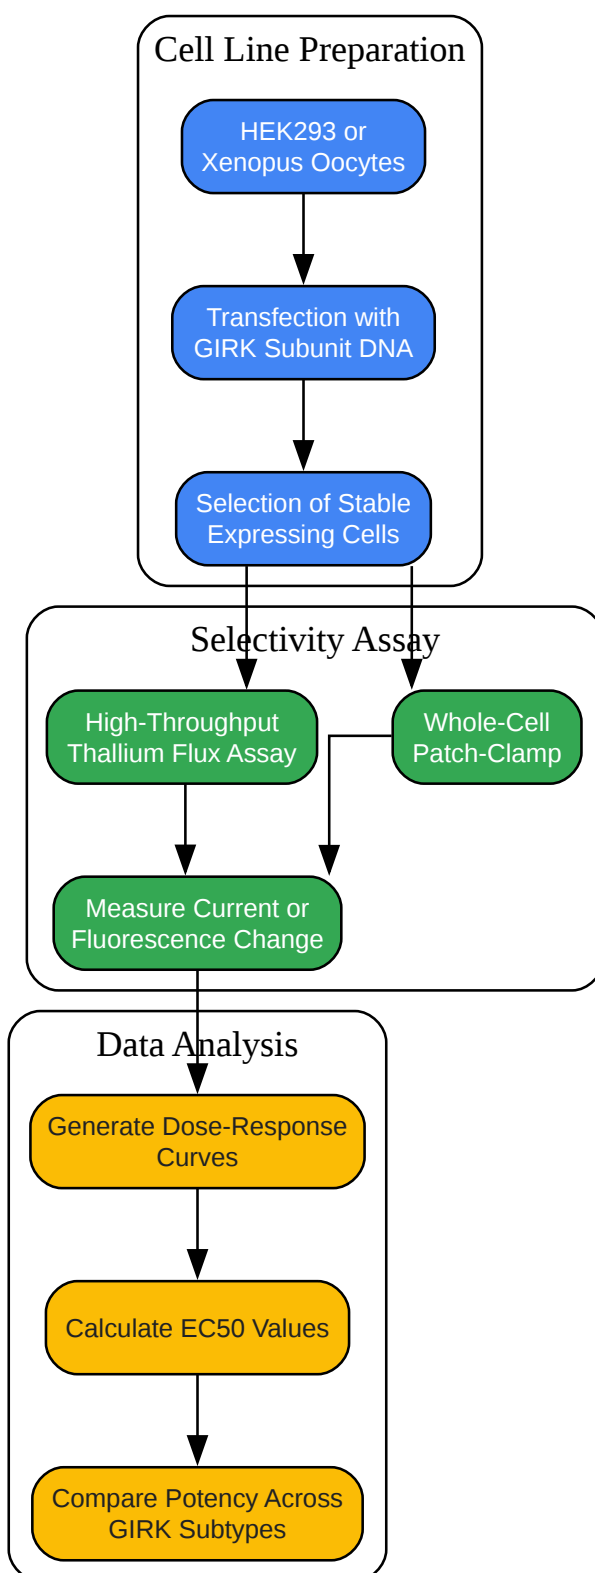 Cell Line Preparation
HEK293 or
Xenopus Oocytes
Transfection with
GIRK Subunit DNA
Selection of Stable
Expressing Cells
Selectivity Assay
High-Throughput
Thallium Flux Assay
Whole-Cell
Patch-Clamp
Measure Current or
Fluorescence Change
Data Analysis
Generate Dose-Response
Curves
Calculate EC50 Values
Compare Potency Across
GIRK Subtypes